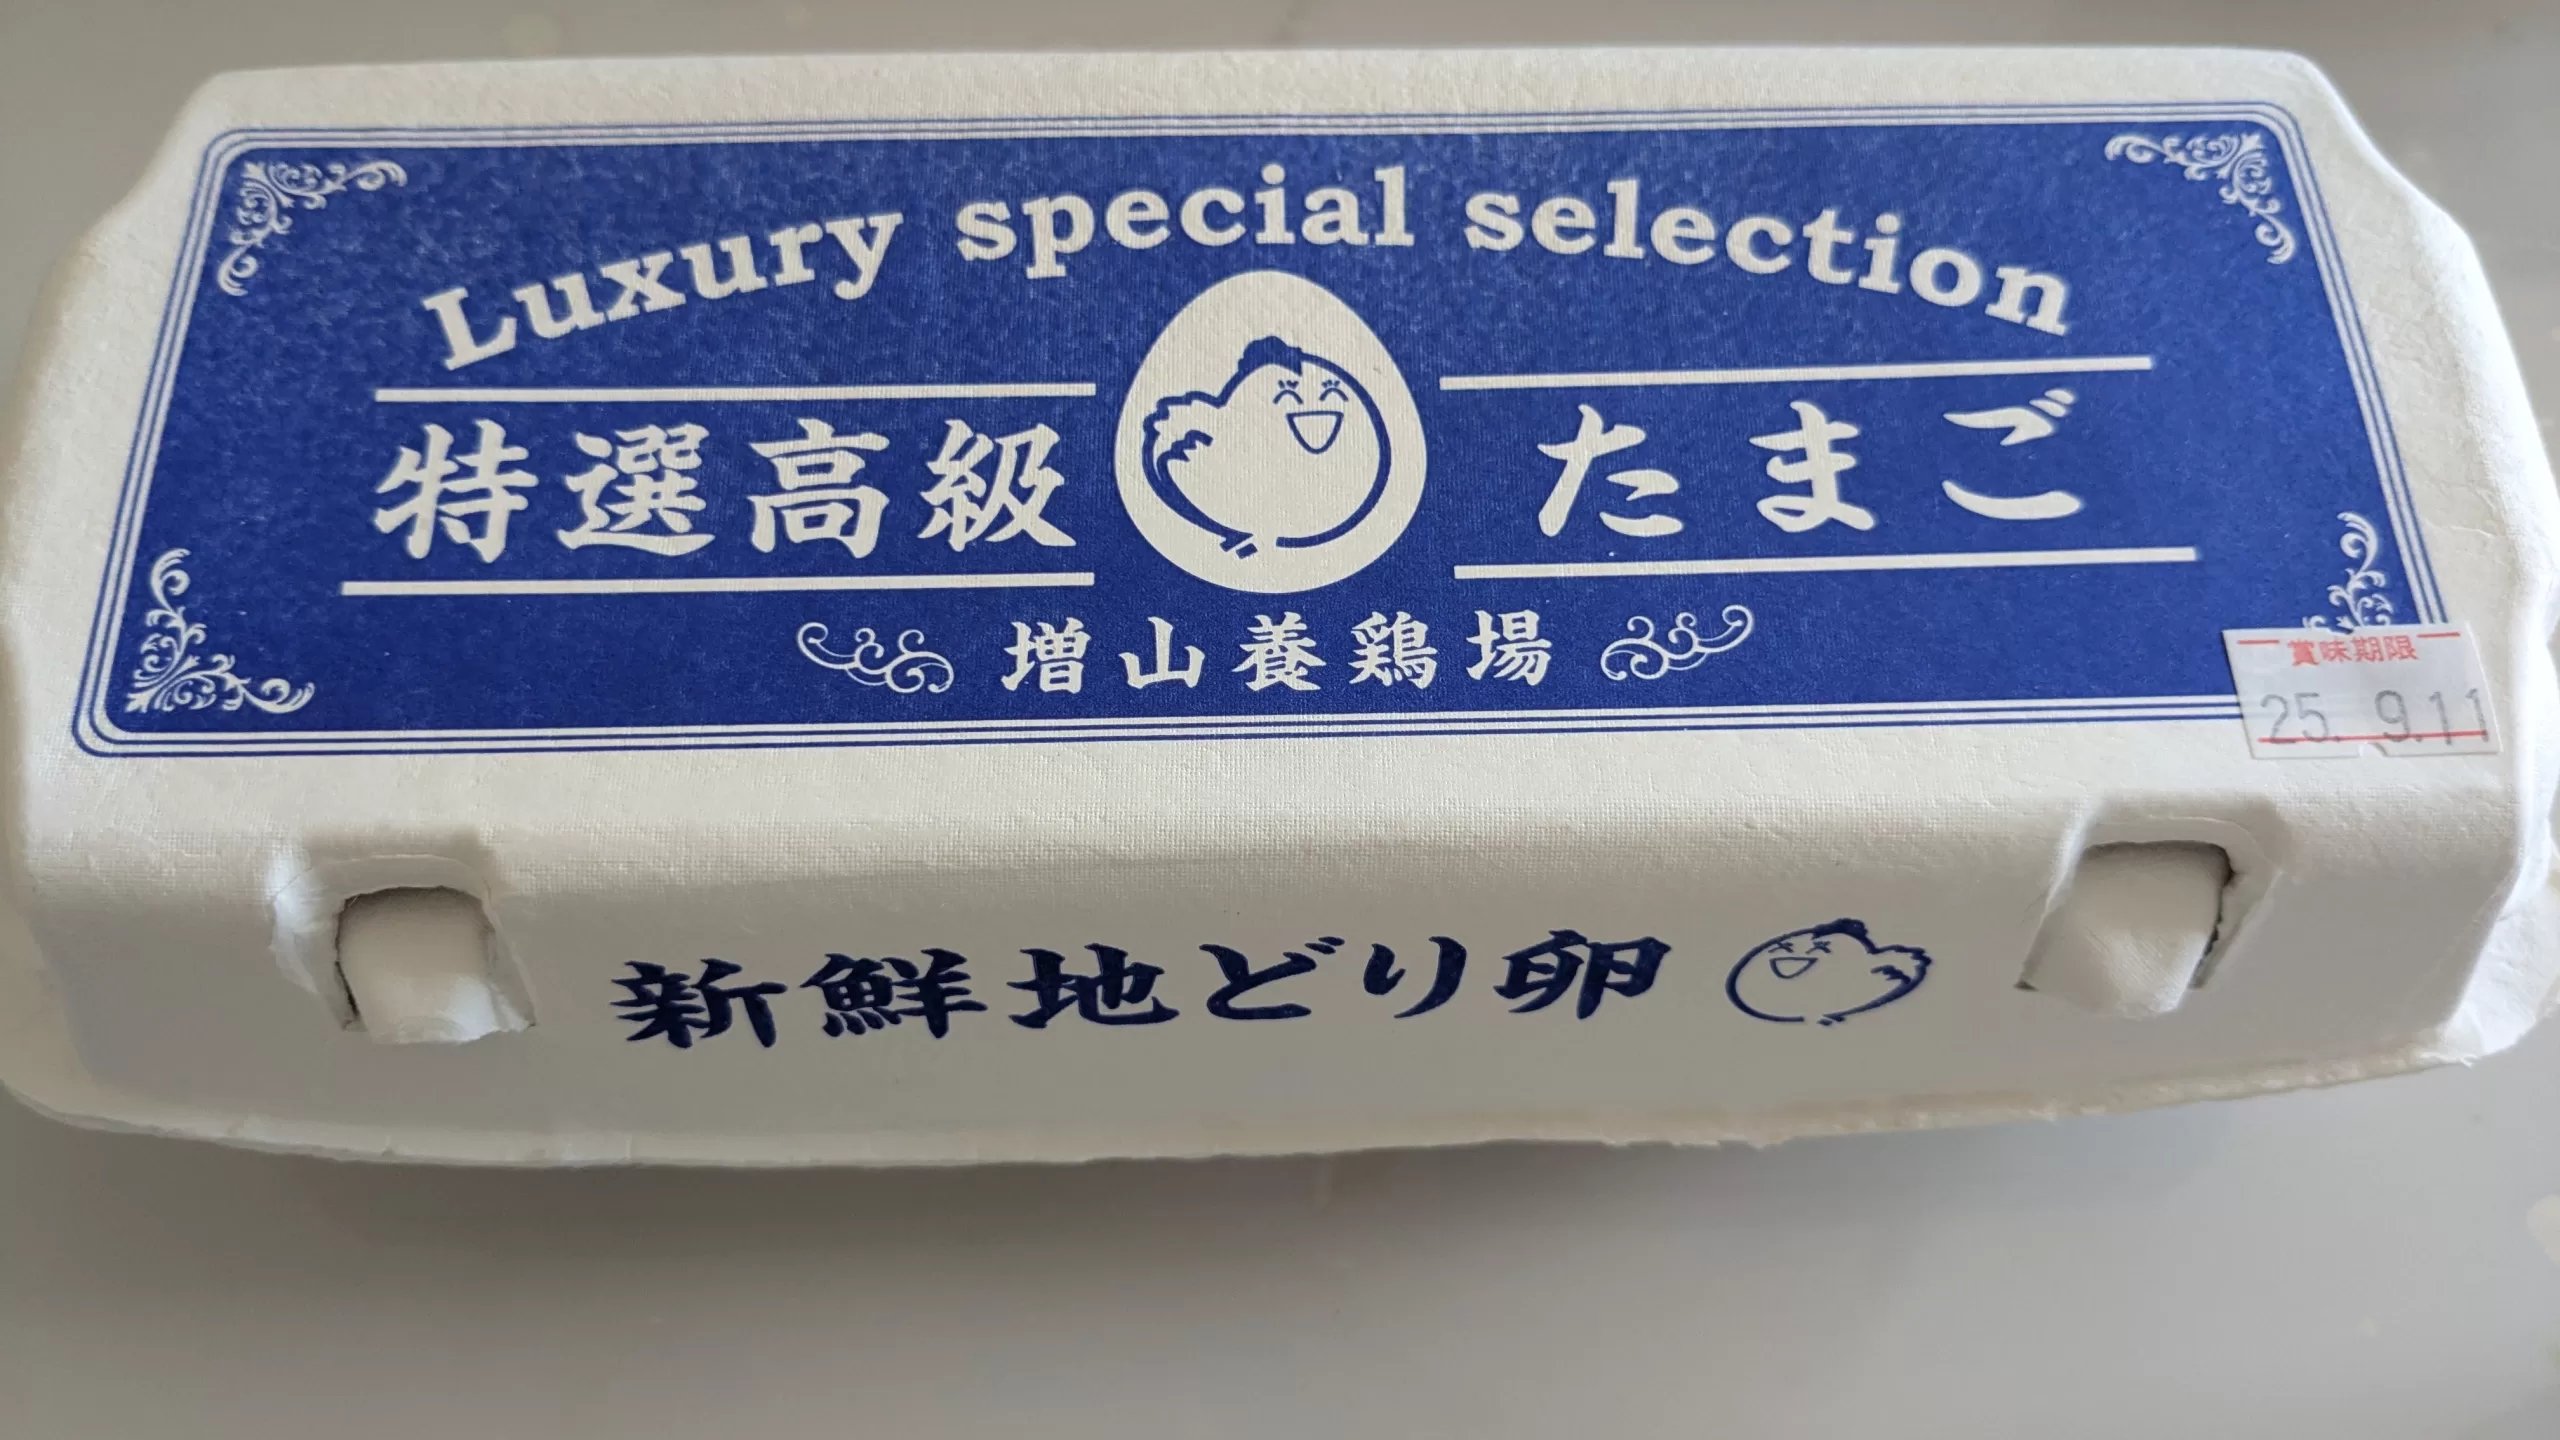 Luxury special selection
特選高級 たまご
増山養鶏場
賞味期限
25. 9.11
新鮮地どり卵